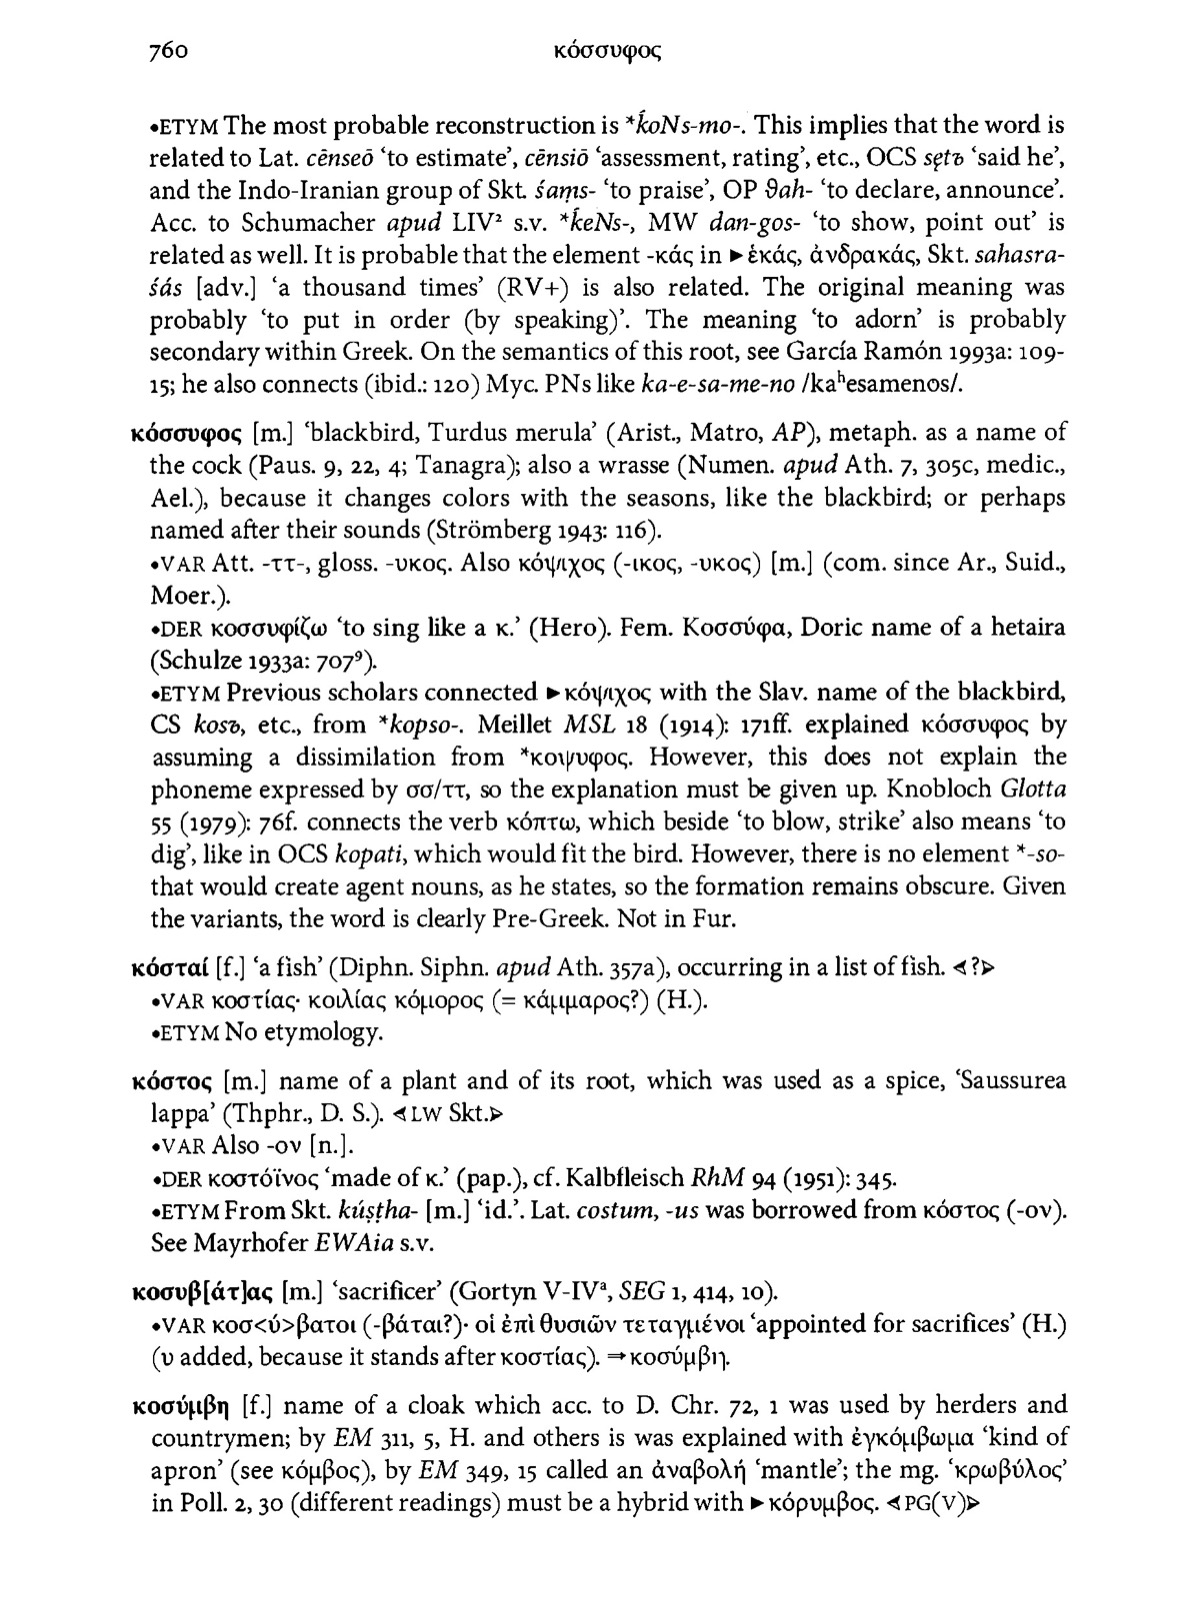 760 κόσσυφος
•ETYM The most probable reconstruction is *ḱoNs-mo-. This implies that the word is
related to Lat. cēnseō ‘to estimate’, cēnsiō ‘assessment, rating’, etc., OCS sętъ ‘said he’,
and the Indo-Iranian group of Skt. śaṃs- ‘to praise’, OP ϑah- ‘to declare, announce’.
Acc. to Schumacher apud LIV² s.v. *ḱeNs-, MW dan-gos- ‘to show, point out’ is
related as well. It is probable that the element -κάς in ►ἑκάς, ἀνδρακάς, Skt. sahasra-
śás [adv.] ‘a thousand times’ (RV+) is also related. The original meaning was
probably ‘to put in order (by speaking)’. The meaning ‘to adorn’ is probably
secondary within Greek. On the semantics of this root, see García Ramón 1993a: 109-
15; he also connects (ibid.: 120) Myc. PNs like ka-e-sa-me-no /kaʰesamenos/.
κόσσυφος [m.] ‘blackbird, Turdus merula’ (Arist., Matro, AP), metaph. as a name of
the cock (Paus. 9, 22, 4; Tanagra); also a wrasse (Numen. apud Ath. 7, 305c, medic.,
Ael.), because it changes colors with the seasons, like the blackbird; or perhaps
named after their sounds (Strömberg 1943: 116).
•VAR Att. -ττ-, gloss. -υκος. Also κόψιχος (-ικος, -υκος) [m.] (com. since Ar., Suid.,
Moer.).
•DER κοσσυφίζω ‘to sing like a κ.’ (Hero). Fem. Κοσσύφα, Doric name of a hetaira
(Schulze 1933a: 707⁹).
•ETYM Previous scholars connected ►κόψιχος with the Slav. name of the blackbird,
CS kosъ, etc., from *kopso-. Meillet MSL 18 (1914): 171ff. explained κόσσυφος by
assuming a dissimilation from *κοψυφος. However, this does not explain the
phoneme expressed by σσ/ττ, so the explanation must be given up. Knobloch Glotta
55 (1979): 76f. connects the verb κόπτω, which beside ‘to blow, strike’ also means ‘to
dig’, like in OCS kopati, which would fit the bird. However, there is no element *-so-
that would create agent nouns, as he states, so the formation remains obscure. Given
the variants, the word is clearly Pre-Greek. Not in Fur.
κόσταί [f.] ‘a fish’ (Diphn. Siphn. apud Ath. 357a), occurring in a list of fish. ⋖?⋗
•VAR κοστίας· κοιλίας κόμορος (= κάμμαρος?) (H.).
•ETYM No etymology.
κόστος [m.] name of a plant and of its root, which was used as a spice, ‘Saussurea
lappa’ (Thphr., D. S.). ⋖LW Skt.⋗
•VAR Also -ον [n.].
•DER κοστόϊνος ‘made of κ.’ (pap.), cf. Kalbfleisch RhM 94 (1951): 345.
•ETYM From Skt. kúṣṭha- [m.] ‘id.’. Lat. costum, -us was borrowed from κόστος (-ον).
See Mayrhofer EWAia s.v.
κοσυβ[άτ]ας [m.] ‘sacrificer’ (Gortyn V-IVᵃ, SEG 1, 414, 10).
•VAR κοσ<ύ>βατοι (-βάται?)· οἱ ἐπὶ θυσιῶν τεταγμένοι ‘appointed for sacrifices’ (H.)
(υ added, because it stands after κοστίας). ⇒κοσύμβη.
κοσύμβη [f.] name of a cloak which acc. to D. Chr. 72, 1 was used by herders and
countrymen; by EM 311, 5, H. and others is was explained with ἐγκόμβωμα ‘kind of
apron’ (see κόμβος), by EM 349, 15 called an ἀναβολή ‘mantle’; the mg. ‘κρωβύλος’
in Poll. 2, 30 (different readings) must be a hybrid with ►κόρυμβος. ⋖PG(V)⋗